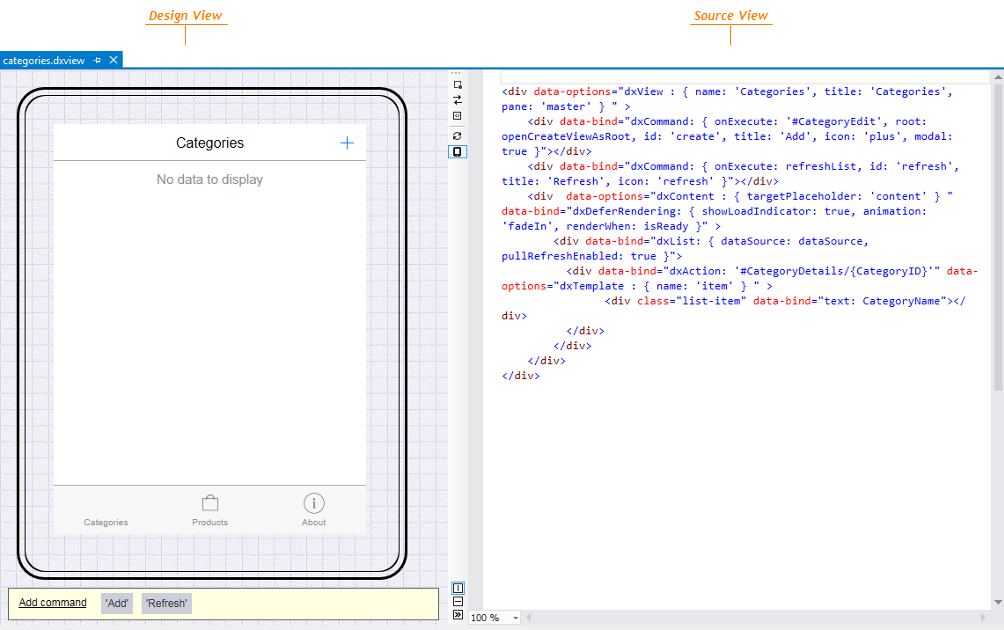 Design View
Source View
categories.dxview
Categories
No data to display
Categories
Products
About
Add command
'Add'
'Refresh'
<div data-options="dxView : { name: 'Categories', title: 'Categories',
pane: 'master' } " >
<div data-bind="dxCommand: { onExecute: '#CategoryEdit', root:
openCreateViewAsRoot, id: 'create', title: 'Add', icon: 'plus', modal:
true }"></div>
<div data-bind="dxCommand: { onExecute: refreshList, id: 'refresh',
title: 'Refresh', icon: 'refresh' }"></div>
<div  data-options="dxContent : { targetPlaceholder: 'content' } "
data-bind="dxDeferRendering: { showLoadIndicator: true, animation:
'fadeIn', renderWhen: isReady }" >
<div data-bind="dxList: { dataSource: dataSource,
pullRefreshEnabled: true }">
<div data-bind="dxAction: '#CategoryDetails/{CategoryID}'" data-
options="dxTemplate : { name: 'item' } " >
<div class="list-item" data-bind="text: CategoryName"></
div>
</div>
</div>
</div>
</div>
100 %